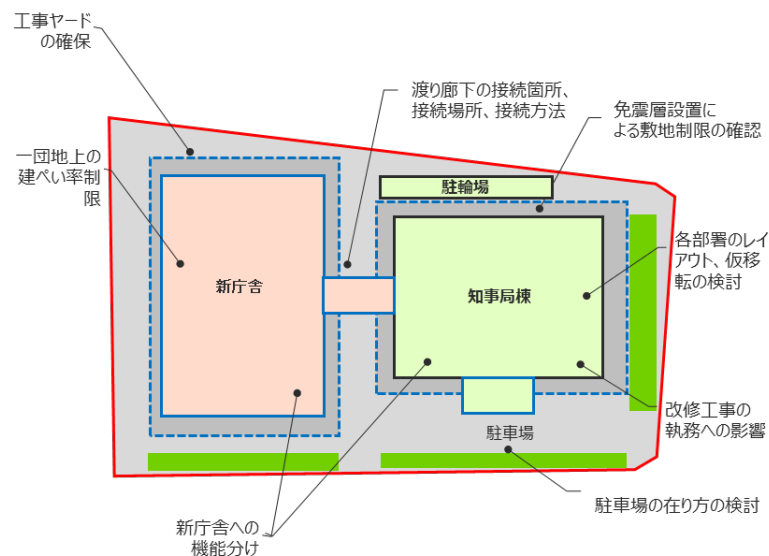 工事ヤード
の確保
渡り廊下の接続箇所、
接続場所、接続方法
免震層設置に
よる敷地制限の確認
一団地上の
建ぺい率制
限
駐輪場
各部署のレイ
アウト、仮移
転の検討
新庁舎
知事局棟
改修工事の
執務への影響
駐車場
駐車場の在り方の検討
新庁舎への
機能分け